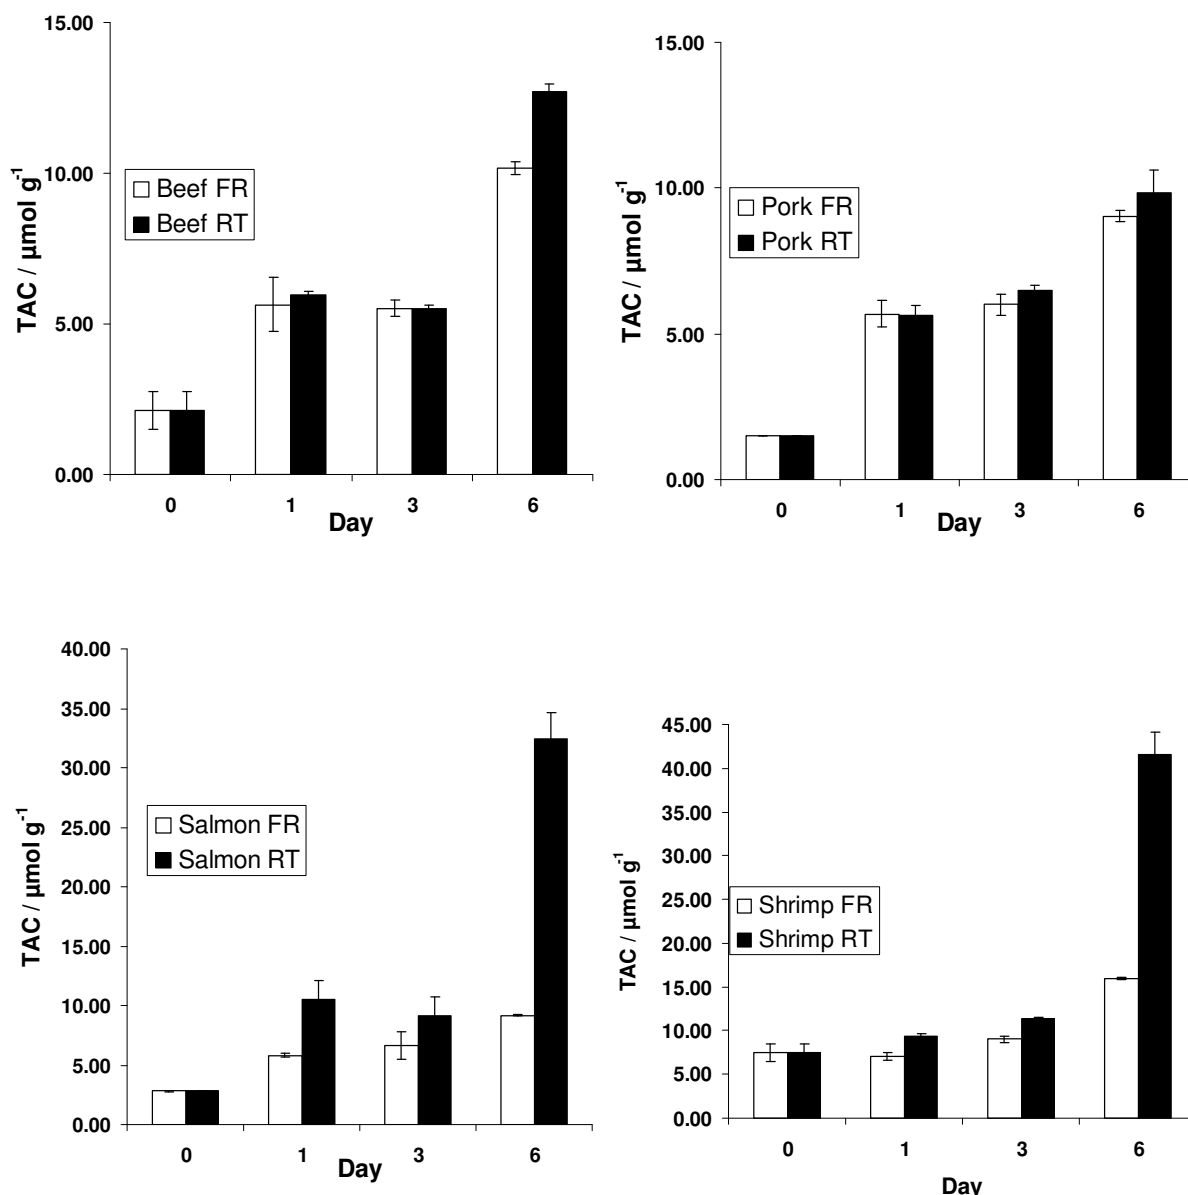 15.00
10.00
5.00
0.00
TAC / µmol g-1
Beef FR
Beef RT
0 1 3 6
Day
15.00
10.00
5.00
0.00
TAC / µmol g-1
Pork FR
Pork RT
0 1 3 6
Day
40.00
35.00
30.00
25.00
20.00
15.00
10.00
5.00
0.00
TAC / µmol g-1
Salmon FR
Salmon RT
0 1 3 6
Day
45.00
40.00
35.00
30.00
25.00
20.00
15.00
10.00
5.00
0.00
TAC / µmol g-1
Shrimp FR
Shrimp RT
0 1 3 6
Day